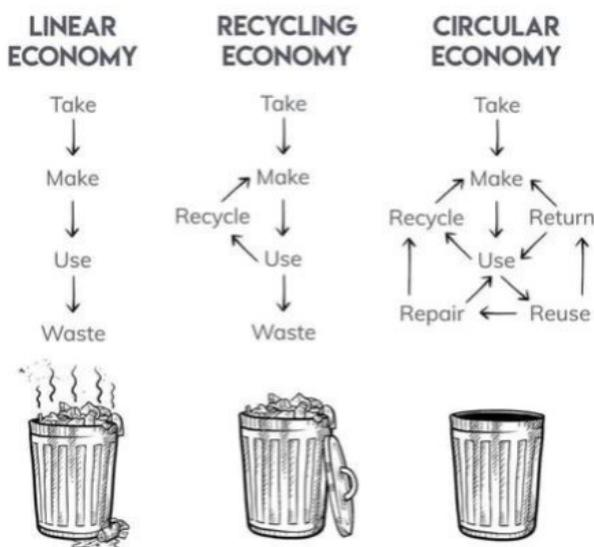 LINEAR
ECONOMY
Take
Make
Use
Waste
RECYCLING
ECONOMY
Take
Make
Recycle
Use
Waste
CIRCULAR
ECONOMY
Take
Make
Recycle
Return
Use
Repair
Reuse